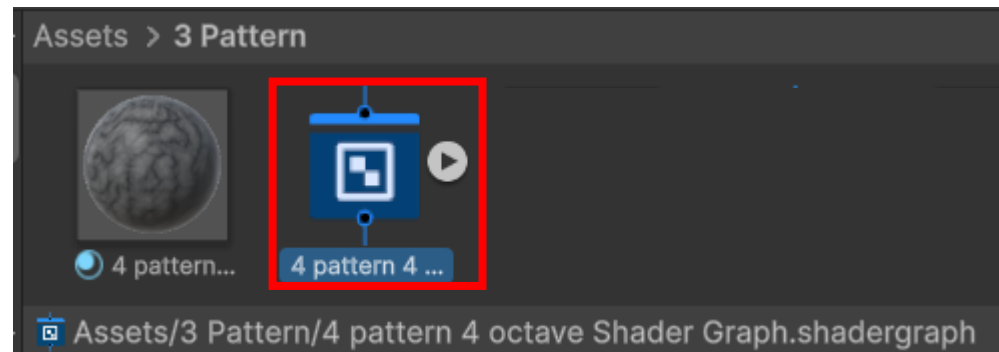 Assets > 3 Pattern
4 pattern...
4 pattern 4 ...
Assets/3 Pattern/4 pattern 4 octave Shader Graph.shadergraph